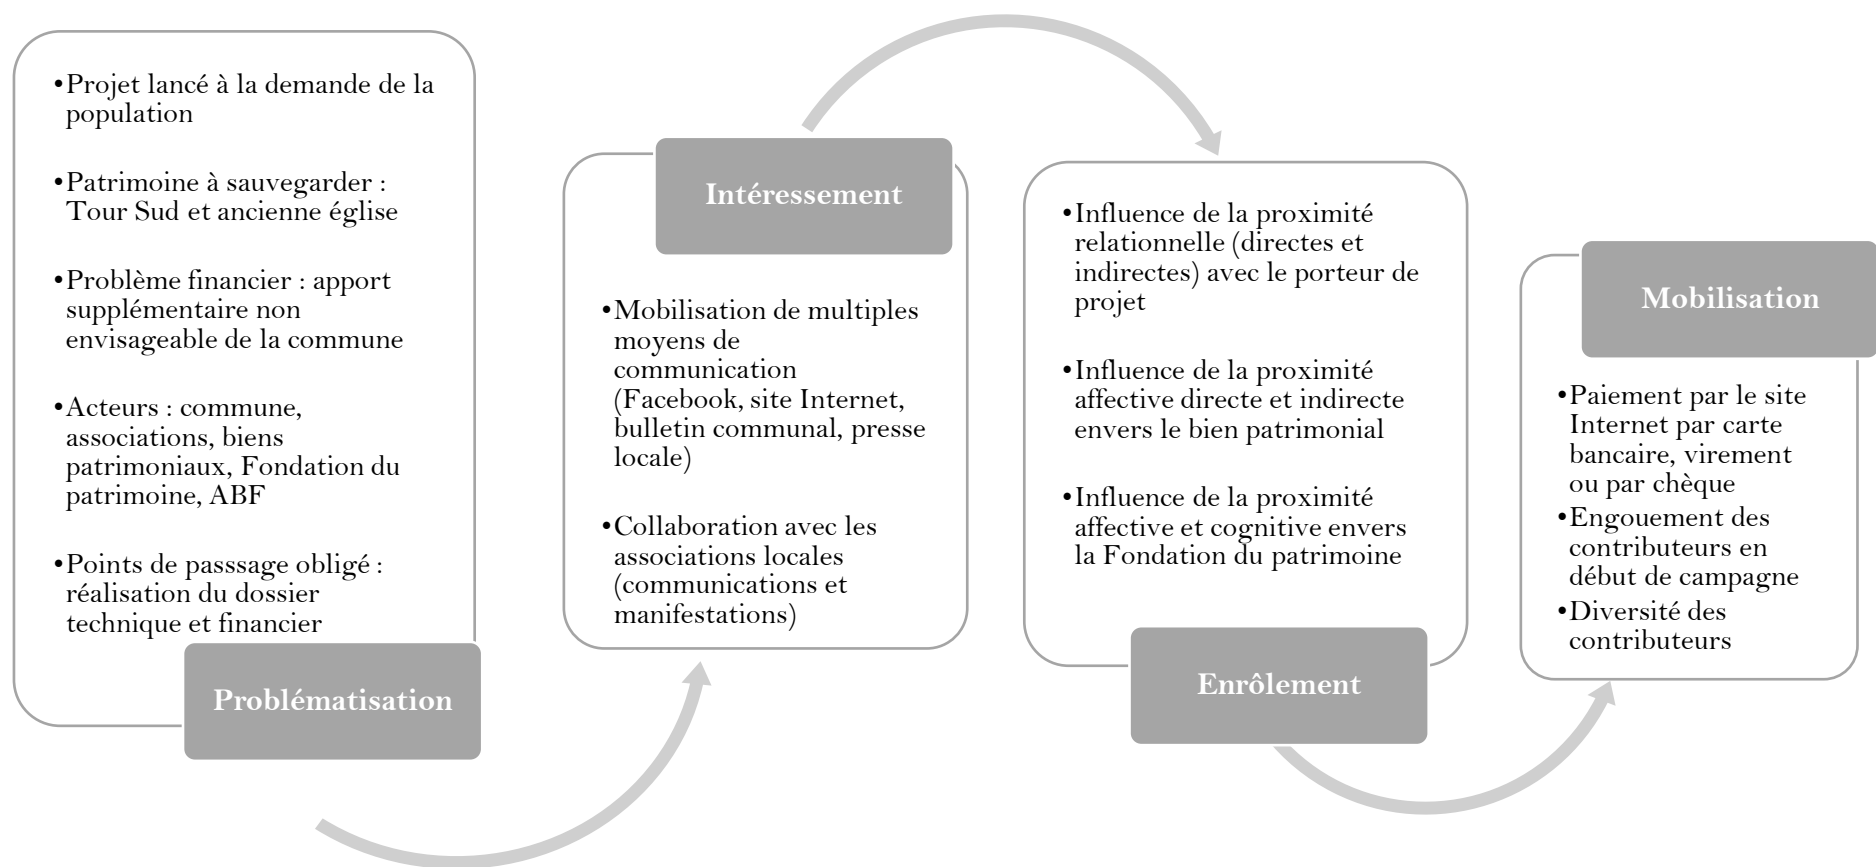 •Projet lancé à la demande de la
population
•Patrimoine à sauvegarder :
Tour Sud et ancienne église
•Problème financier : apport
supplémentaire non
envisageable de la commune
•Acteurs : commune,
associations, biens
patrimoniaux, Fondation du
patrimoine, ABF
•Points de passsage obligé :
réalisation du dossier
technique et financier
Problématisation
Intéressement
•Mobilisation de multiples
moyens de
communication
(Facebook, site Internet,
bulletin communal, presse
locale)
•Collaboration avec les
associations locales
(communications et
manifestations)
•Influence de la proximité
relationnelle (directes et
indirectes) avec le porteur de
projet
•Influence de la proximité
affective directe et indirecte
envers le bien patrimonial
•Influence de la proximité
affective et cognitive envers
la Fondation du patrimoine
Enrôlement
Mobilisation
•Paiement par le site
Internet par carte
bancaire, virement
ou par chèque
•Engouement des
contributeurs en
début de campagne
•Diversité des
contributeurs